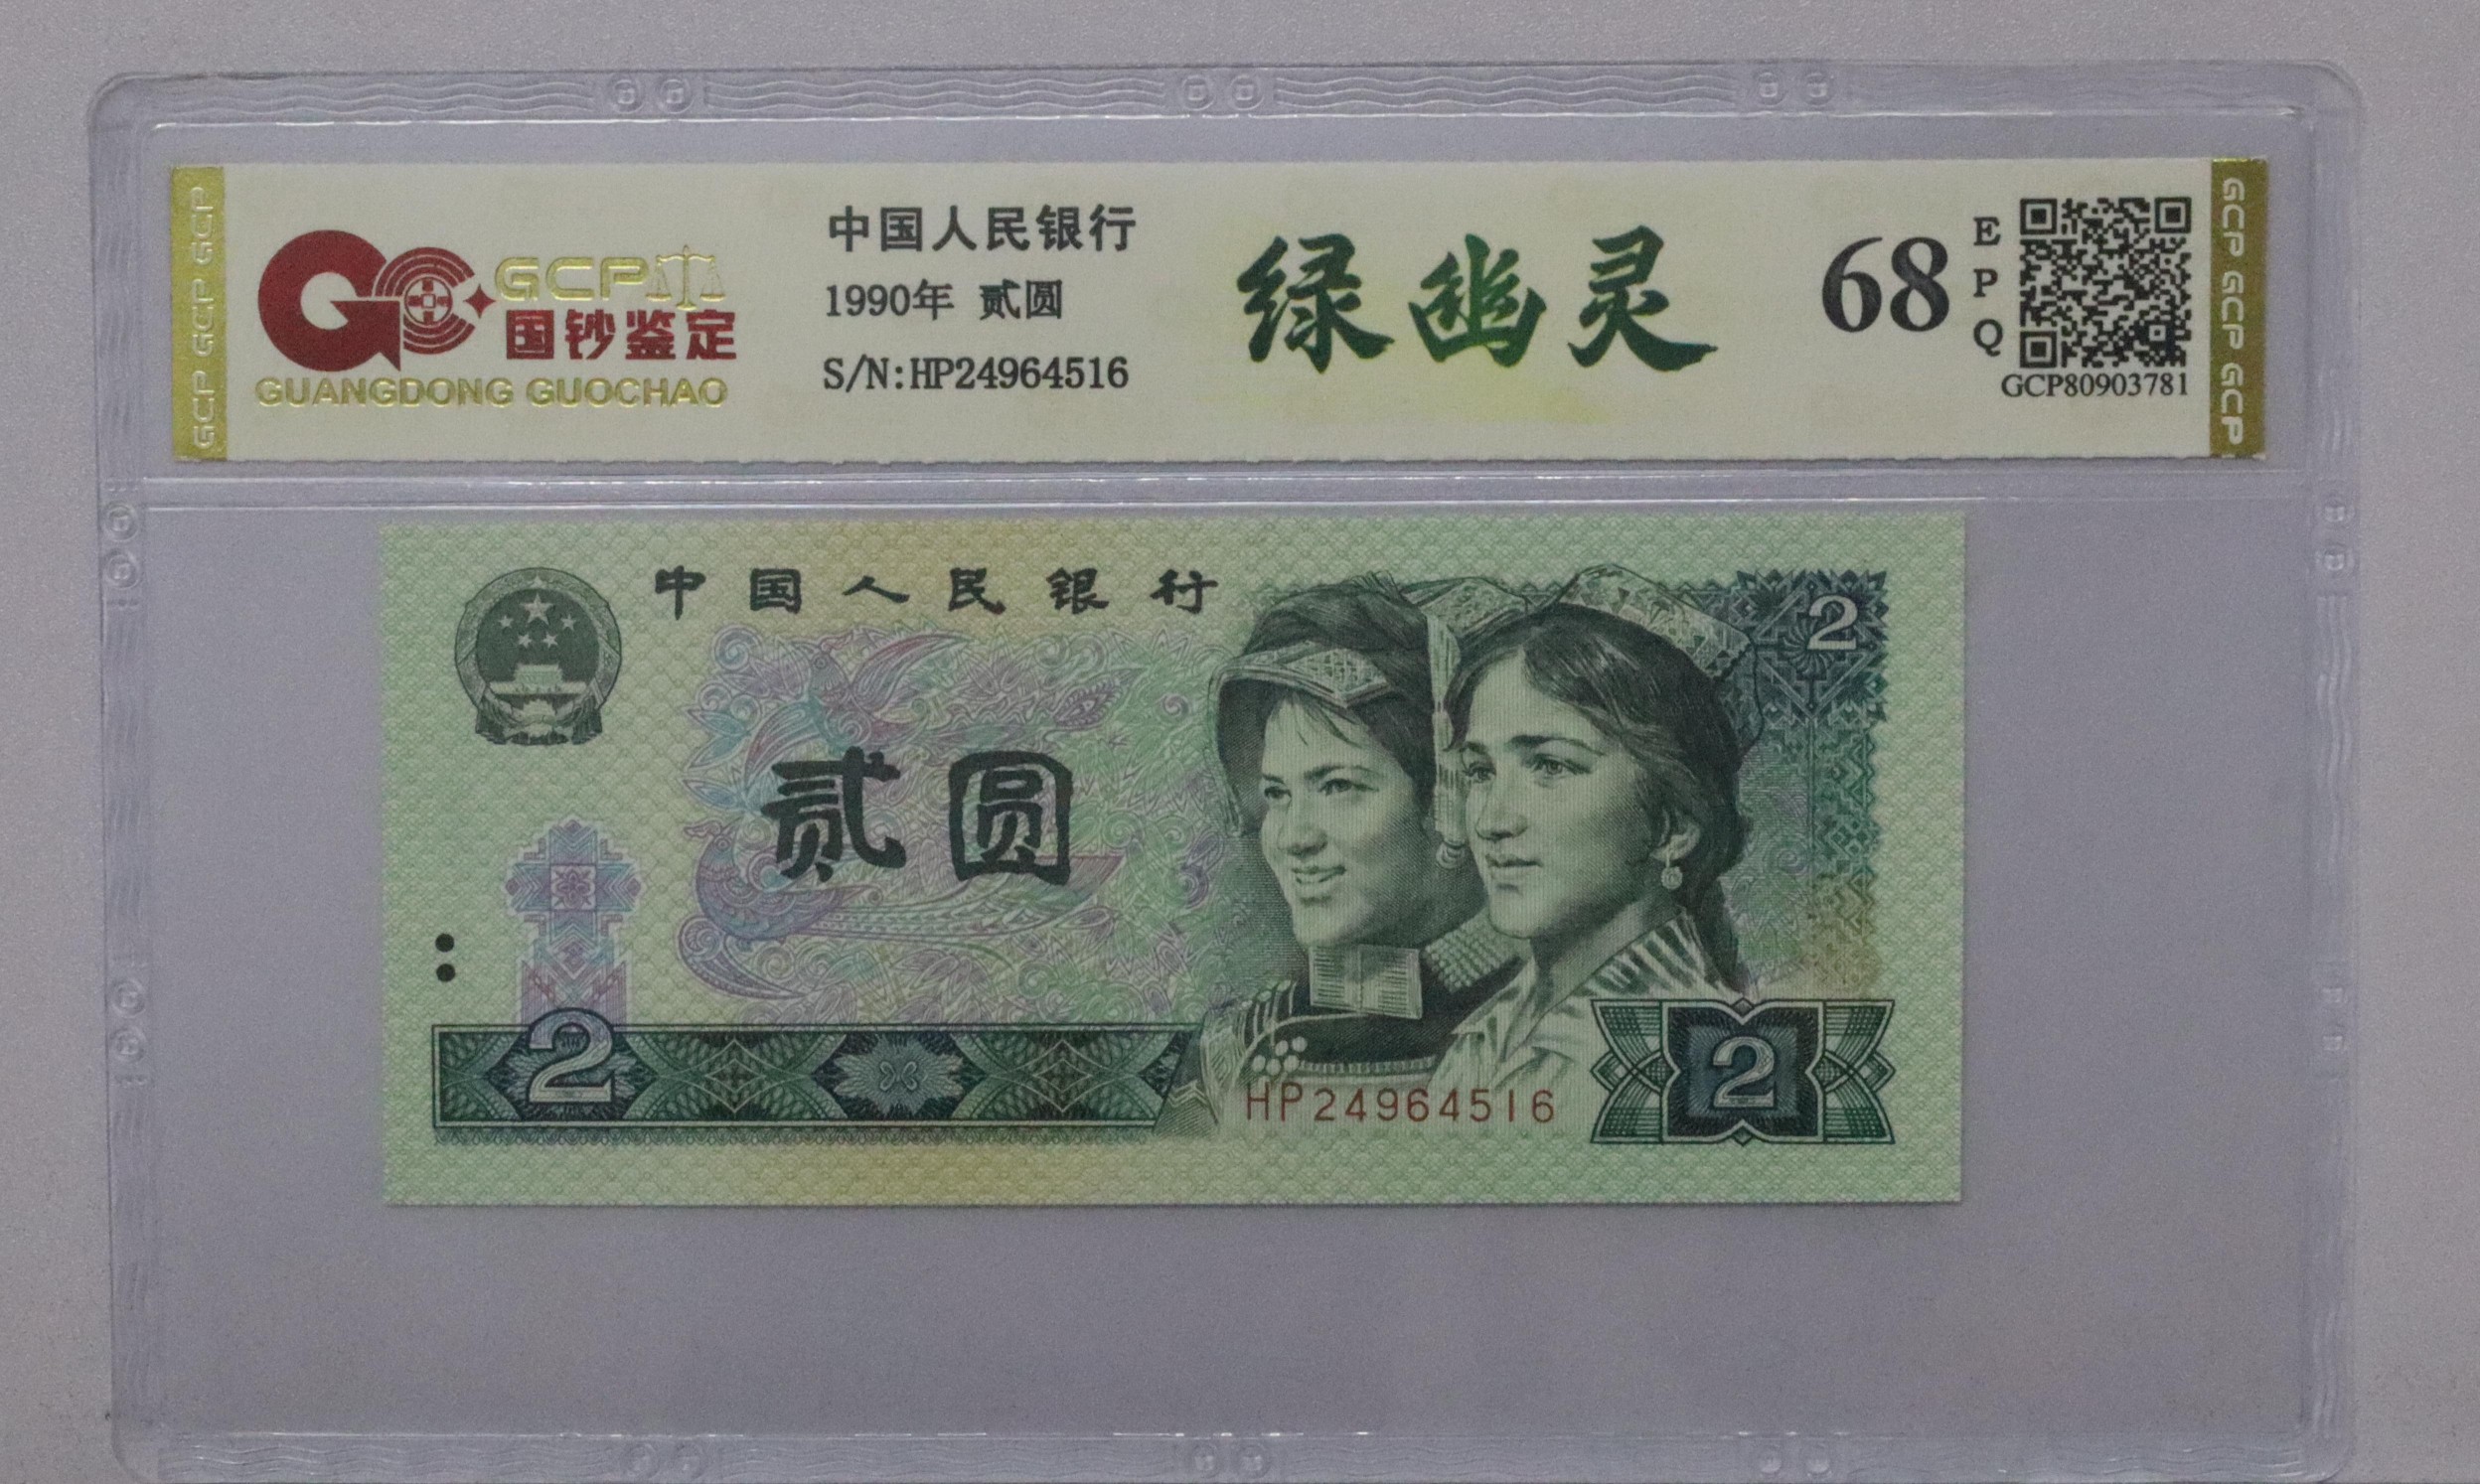 GCP GCP GCP
GCP
国钞鉴定
GUANGDONG GUOCHAO
中国人民银行
1990年 贰圆
S/N:HP24964516
绿幽灵
68
E
P
Q
GCP80903781
GCP GCP GCP
中国人民银行
2
贰圆
2
HP24964516
2